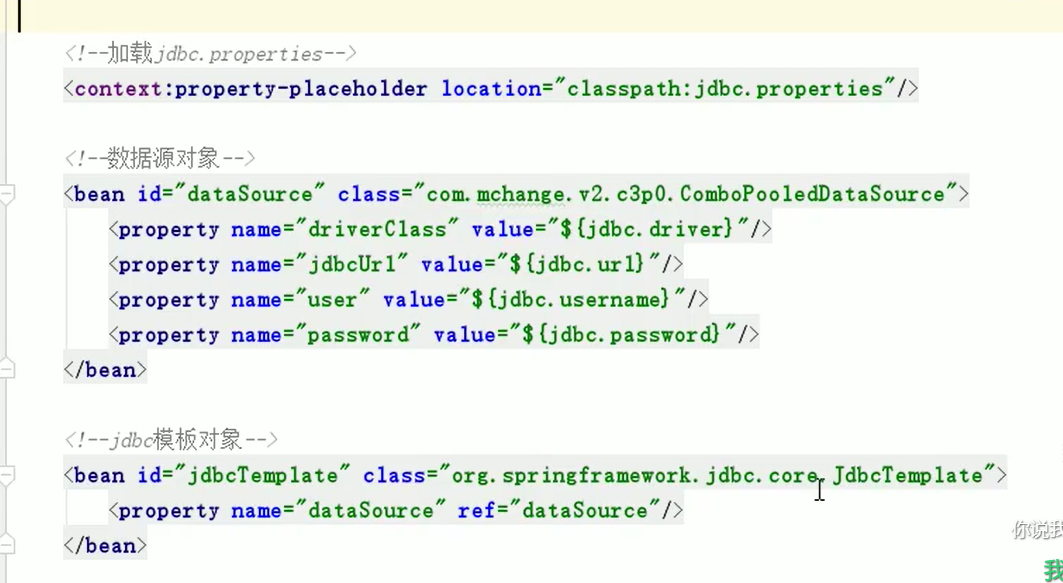 <!--加载jdbc.properties-->
<context:property-placeholder location="classpath:jdbc.properties"/>
<!--数据源对象-->
<bean id="dataSource" class="com.mchange.v2.c3p0.ComboPooledDataSource">
<property name="driverClass" value="${jdbc.driver}"/>
<property name="jdbcUrl" value="${jdbc.url}"/>
<property name="user" value="${jdbc.username}"/>
<property name="password" value="${jdbc.password}"/>
</bean>
<!--jdbc模板对象-->
<bean id="jdbcTemplate" class="org.springframework.jdbc.core.JdbcTemplate">
<property name="dataSource" ref="dataSource"/>
你说我
</bean>
我